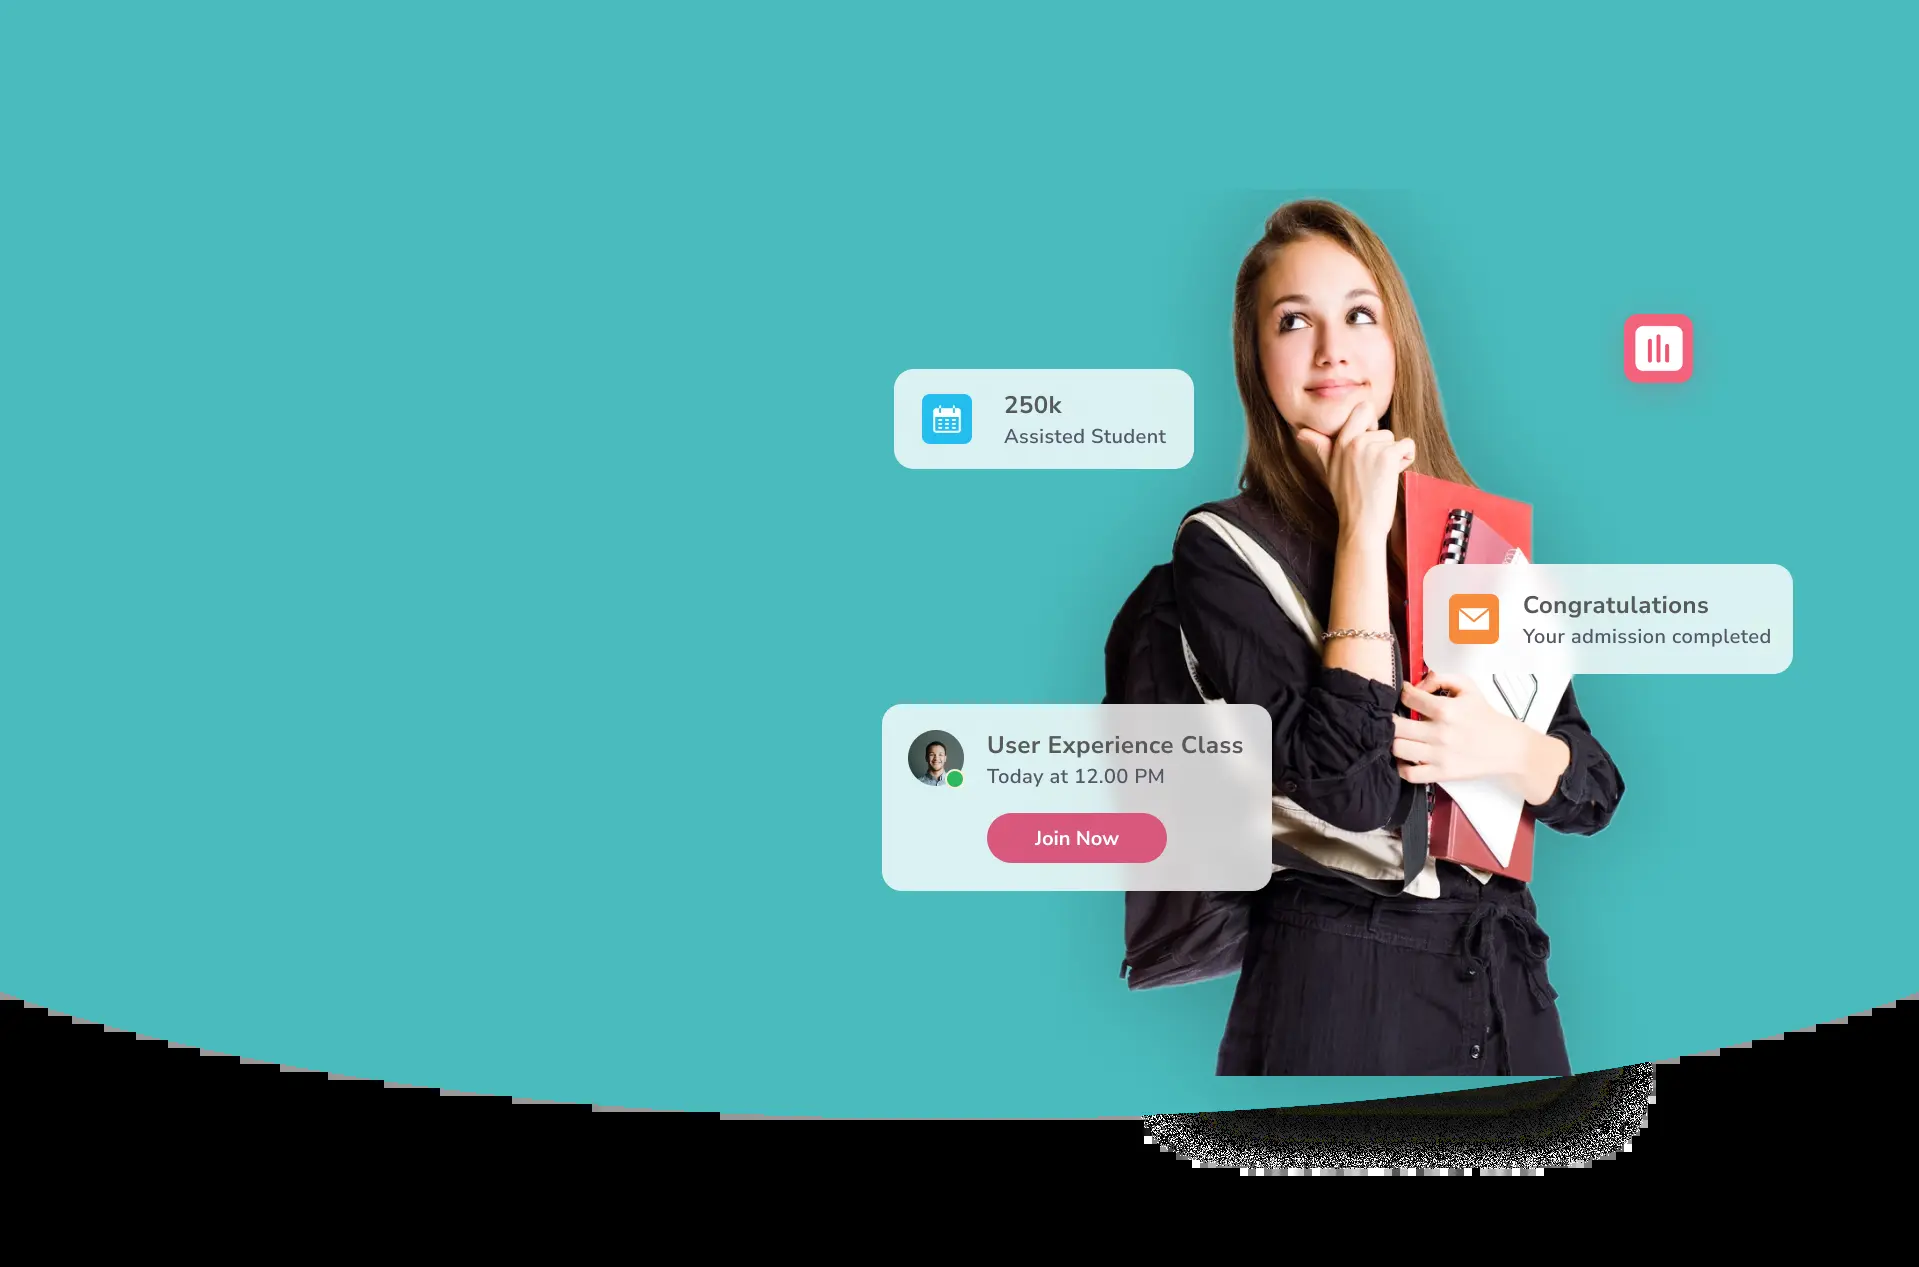 250k
Assisted Student
Congratulations
Your admission completed
User Experience Class
Today at 12.00 PM
Join Now